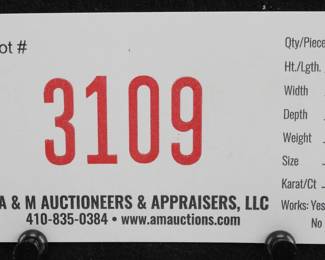 ot #
3109
A & M AUCTIONEERS & APPRAISERS, LLC
410-835-0384 • www.amauctions.com
Qty/Piece
Ht./Lgth.
Width
Depth
Weight
Size
Karat/Ct
Works: Yes
No